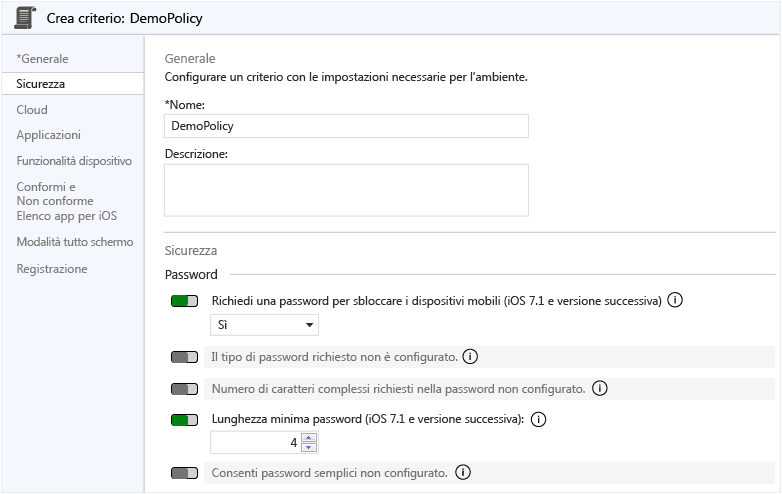 Crea criterio: DemoPolicy
*Generale
Sicurezza
Cloud
Applicazioni
Funzionalità dispositivo
Conformi e
Non conforme
Elenco app per iOS
Modalità tutto schermo
Registrazione
Generale
Configurare un criterio con le impostazioni necessarie per l'ambiente.
*Nome:
DemoPolicy
Descrizione:
Sicurezza
Password
Richiedi una password per sbloccare i dispositivi mobili (iOS 7.1 e versione successiva)
Sì
Il tipo di password richiesto non è configurato.
Numero di caratteri complessi richiesti nella password non configurato.
Lunghezza minima password (iOS 7.1 e versione successiva):
4
Consenti password semplici non configurato.